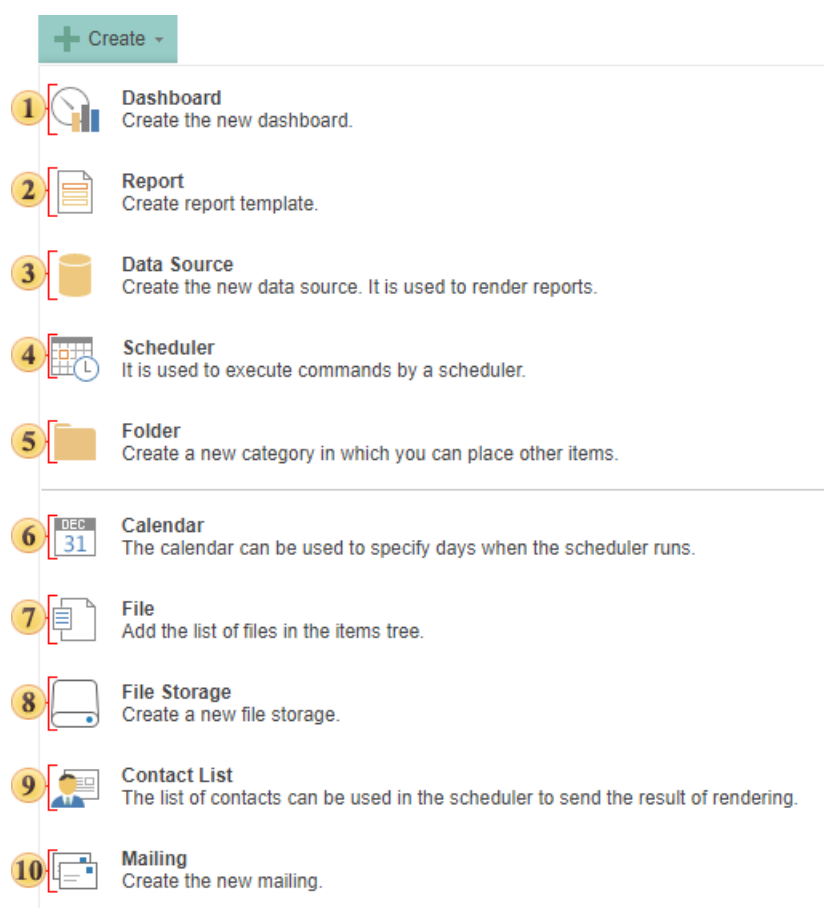 Create
1
Dashboard
Create the new dashboard.
2
Report
Create report template.
3
Data Source
Create the new data source. It is used to render reports.
4
Scheduler
It is used to execute commands by a scheduler.
5
Folder
Create a new category in which you can place other items.
6
DEC
31
Calendar
The calendar can be used to specify days when the scheduler runs.
7
File
Add the list of files in the items tree.
8
File Storage
Create a new file storage.
9
Contact List
The list of contacts can be used in the scheduler to send the result of rendering.
10
Mailing
Create the new mailing.